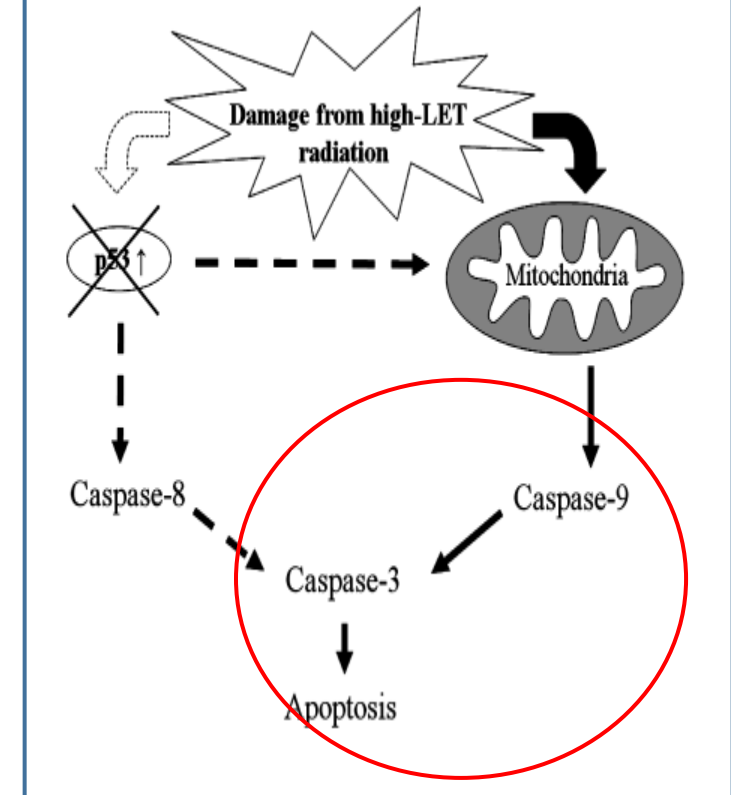 Damage from high-LET
radiation
p53 ↑
Mitochondria
Caspase-8
Caspase-9
Caspase-3
Apoptosis